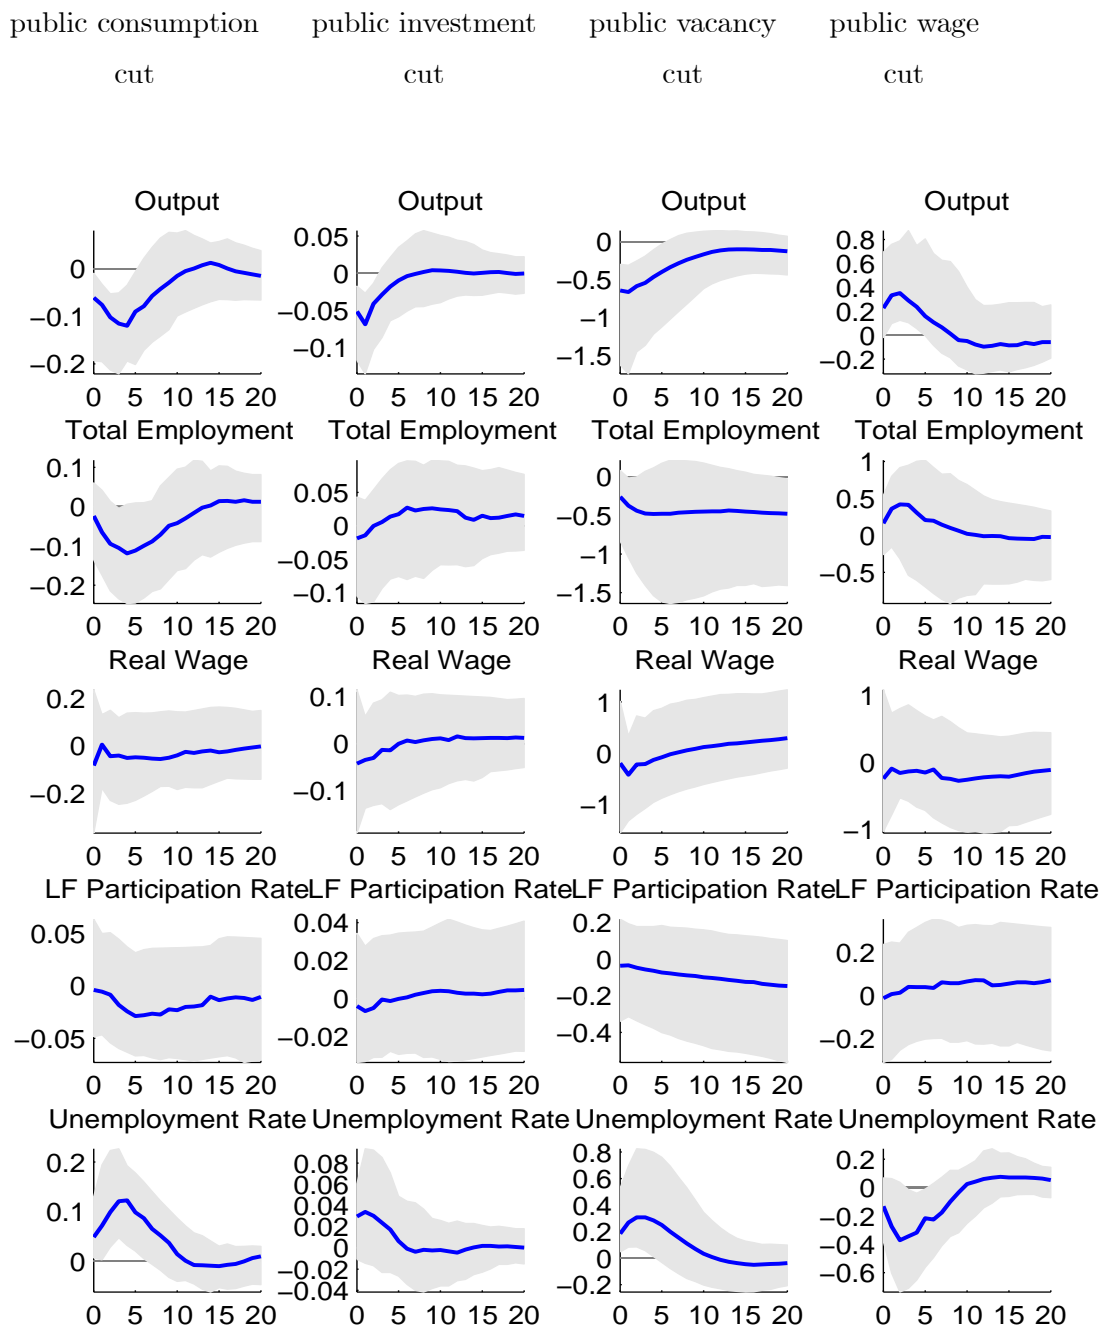 public consumption public investment public vacancy public wage
cut cut cut cut
Output Output Output Output
0 0.05 0 0.8
−0.1 0 −0.5 0.6
−0.2 −0.05 −1 0.4
−0.1 −1.5 0.2
0
−0.2
0 5 10 15 20 0 5 10 15 20 0 5 10 15 20 0 5 10 15 20
Total Employment Total Employment Total Employment Total Employment
0.1 0.05 0 1
0 0 −0.5 0.5
−0.1 −0.05 −1 0
−0.2 −0.1 −1.5 −0.5
0 5 10 15 20 0 5 10 15 20 0 5 10 15 20 0 5 10 15 20
Real Wage Real Wage Real Wage Real Wage
0.2 0.1 1 1
0 0 0 0
−0.2 −0.1 −1 −1
0 5 10 15 20 0 5 10 15 20 0 5 10 15 20 0 5 10 15 20
LF Participation Rate LF Participation Rate LF Participation Rate LF Participation Rate
0.05 0.04 0.2 0.2
0 0.02 0 0
−0.05 0 −0.2 −0.2
−0.02 −0.4
0 5 10 15 20 0 5 10 15 20 0 5 10 15 20 0 5 10 15 20
Unemployment Rate Unemployment Rate Unemployment Rate Unemployment Rate
0.2 0.08 0.8 0.2
0.1 0.06 0.6 0
0 0.04 0.4 −0.2
0.02 0.2 −0.4
0 0 −0.6
−0.02 −0.2
−0.04
0 5 10 15 20 0 5 10 15 20 0 5 10 15 20 0 5 10 15 20